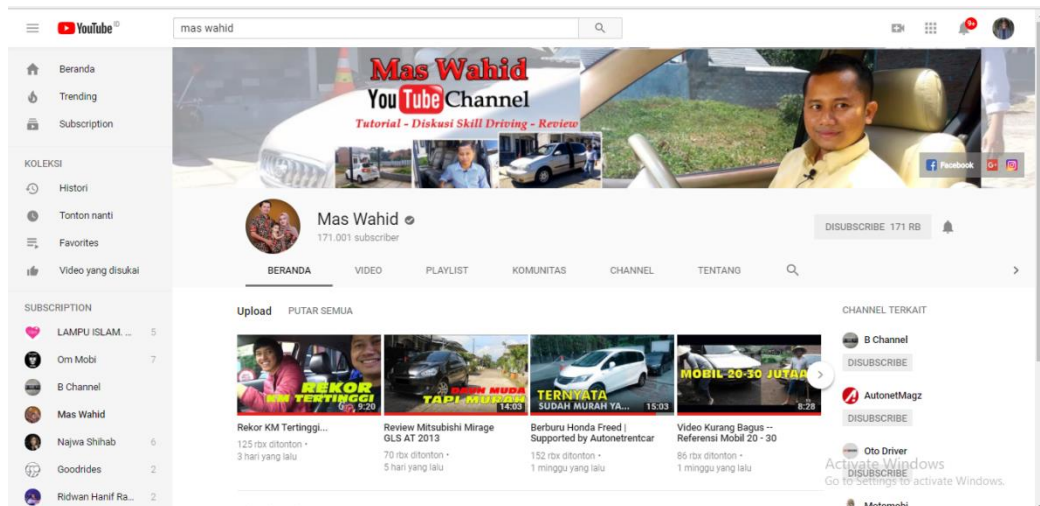 YouTube ID
mas wahid
9+
Beranda
Trending
Subscription
KOLEKSI
Histori
Tonton nanti
Favorites
Video yang disukai
SUBSCRIPTION
LAMPU ISLAM. ... 5
Om Mobi 7
B Channel
Mas Wahid
Najwa Shihab 6
Goodrides 2
Ridwan Hanif Ra... 2
Mas Wahid
YouTube Channel
Tutorial - Diskusi Skill Driving - Review
Facebook
G+
Mas Wahid
171.001 subscriber
DISUBSCRIBE 171 RB
BERANDA VIDEO PLAYLIST KOMUNITAS CHANNEL TENTANG
Upload PUTAR SEMUA
REKOR
KM TERTINGGI
9:20
Rekor KM Tertinggi...
125 rbx ditonton •
3 hari yang lalu
MUDA
TAPI MURAH
14:03
Review Mitsubishi Mirage
GLS AT 2013
70 rbx ditonton •
5 hari yang lalu
TERNYATA
SUDAH MURAH YA...
15:03
Berburu Honda Freed |
Supported by Autonetrentcar
152 rbx ditonton •
1 minggu yang lalu
MOBIL 20-30 JUTAA
8:28
Video Kurang Bagus --
Referensi Mobil 20 - 30
86 rbx ditonton •
1 minggu yang lalu
CHANNEL TERKAIT
B Channel
DISUBSCRIBE
AutonetMagz
DISUBSCRIBE
Oto Driver
DISUBSCRIBE
Motomobi
Activate Windows
Go to Settings to activate Windows.